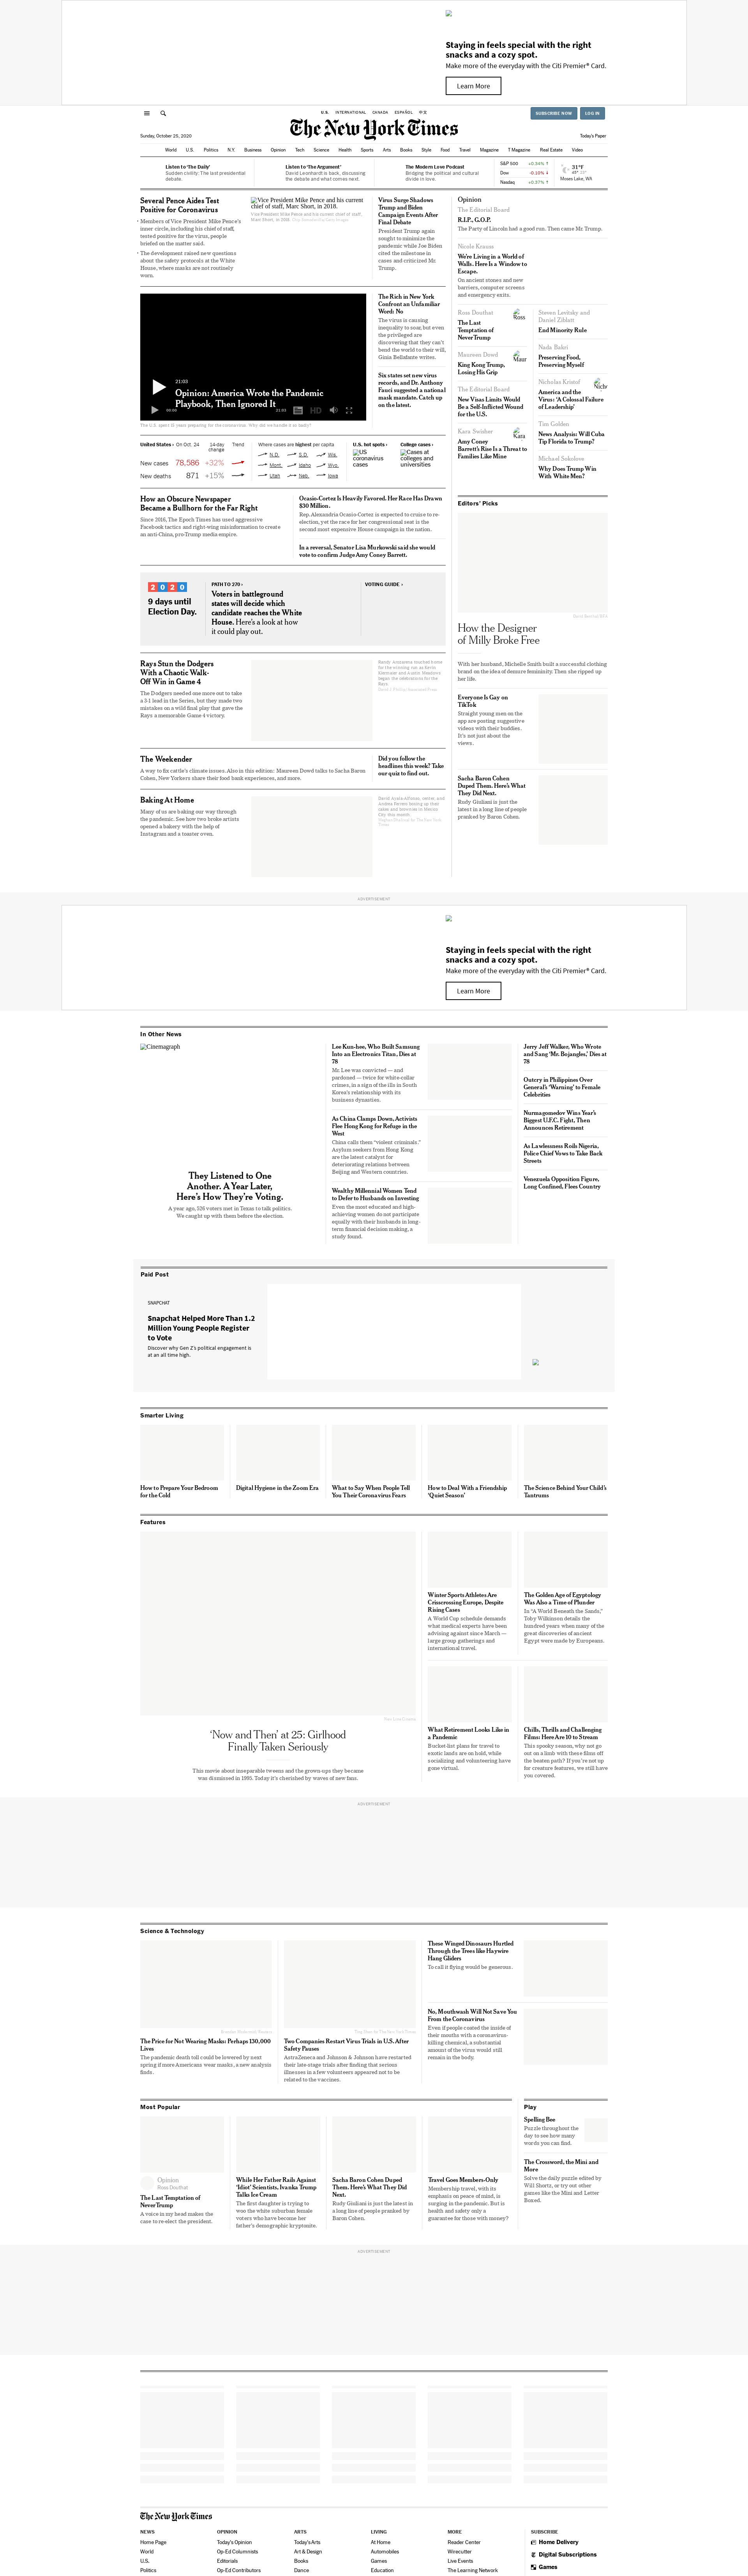 Staying in feels special with the right
snacks and a cozy spot.
Make more of the everyday with the Citi Premier® Card.
Learn More
U.S. INTERNATIONAL CANADA ESPAÑOL 中文
SUBSCRIBE NOW
LOG IN
The New York Times
Sunday, October 25, 2020
Today's Paper
World U.S. Politics N.Y. Business Opinion Tech Science Health Sports Arts Books Style Food Travel Magazine T Magazine Real Estate Video
Listen to 'The Daily'
Sudden civility: The last presidential
debate.
Listen to 'The Argument'
David Leonhardt is back, discussing
the debate and what comes next.
The Modern Love Podcast
Bridging the political and cultural
divide in love.
S&P 500 +0.34% ↑
Dow -0.10% ↓
Nasdaq +0.37% ↑
31°F
Moses Lake, WA
Several Pence Aides Test
Positive for Coronavirus
• Members of Vice President Mike Pence's
inner circle, including his chief of staff,
tested positive for the virus, people
briefed on the matter said.
• The development raised new questions
about the safety protocols at the White
House, where masks are not routinely
worn.
Vice President Mike Pence and his current chief
of staff, Marc Short, in 2018.
Vice President Mike Pence and his current chief of staff,
Marc Short, in 2018.
Virus Surge Shadows
Trump and Biden
Campaign Events After
Final Debate
President Trump again
sought to minimize the
pandemic while Joe Biden
cited the milestone in
cases and criticized Mr.
Trump.
21:03
Opinion: America Wrote the Pandemic
Playbook, Then Ignored It
00:00
21:03
HD
The U.S. spent 15 years preparing for the coronavirus. Why did we handle it so badly?
The Rich in New York
Confront an Unfamiliar
Word: No
The virus is causing
inequality to soar, but even
the privileged are
discovering that they can't
bend the world to their will,
Ginia Bellafante writes.
Six states set new virus
records, and Dr. Anthony
Fauci suggested a national
mask mandate. Catch up
on the latest.
United States › On Oct. 24 14-day
change Trend
New cases 78,586 +32%
New deaths 871 +15%
Where cases are highest per capita
N.D. S.D. Wis.
Mont. Idaho Wyo.
Utah Neb. Iowa
U.S. hot spots ›
US
coronavirus
cases
College cases ›
Cases at
colleges and
universities
How an Obscure Newspaper
Became a Bullhorn for the Far Right
Since 2016, The Epoch Times has used aggressive
Facebook tactics and right-wing misinformation to create
an anti-China, pro-Trump media empire.
Ocasio-Cortez Is Heavily Favored. Her Race Has Drawn
$30 Million.
Rep. Alexandria Ocasio-Cortez is expected to cruise to re-
election, yet the race for her congressional seat is the
second most expensive House campaign in the nation.
In a reversal, Senator Lisa Murkowski said she would
vote to confirm Judge Amy Coney Barrett.
2020
9 days until
Election Day.
PATH TO 270 ›
Voters in battleground
states will decide which
candidate reaches the White
House. Here's a look at how
it could play out.
VOTING GUIDE ›
Rays Stun the Dodgers
With a Chaotic Walk-
Off Win in Game 4
The Dodgers needed one more out to take
a 3-1 lead in the Series, but they made two
mistakes on a wild final play that gave the
Rays a memorable Game 4 victory.
The Weekender
A way to fix cattle's climate issues. Also in this edition: Maureen Dowd talks to Sacha Baron
Cohen, New Yorkers share their food bank experiences, and more.
Did you follow the
headlines this week? Take
our quiz to find out.
Baking At Home
Many of us are baking our way through
the pandemic. See how two broke artists
opened a bakery with the help of
Instagram and a toaster oven.
Opinion
The Editorial Board
R.I.P., G.O.P.
The Party of Lincoln had a good run. Then came Mr. Trump.
Nicole Krauss
We're Living in a World of
Walls. Here Is a Window to
Escape.
On ancient stones and new
barriers, computer screens
and emergency exits.
Ross Douthat
Ross
The Last
Temptation of
NeverTrump
Maureen Dowd
Maur
King Kong Trump,
Losing His Grip
The Editorial Board
New Visas Limits Would
Be a Self-Inflicted Wound
for the U.S.
Kara Swisher
Kara
Amy Coney
Barrett's Rise Is a Threat to
Families Like Mine
Steven Levitsky and
Daniel Ziblatt
End Minority Rule
Nada Bakri
Preserving Food,
Preserving Myself
Nicholas Kristof
Nicho
America and the
Virus: 'A Colossal Failure
of Leadership'
Tim Golden
News Analysis: Will Cuba
Tip Florida to Trump?
Michael Sokolove
Why Does Trump Win
With White Men?
Editors' Picks
How the Designer
of Milly Broke Free
With her husband, Michelle Smith built a successful clothing
brand on the idea of demure femininity. Then she ripped up
her life.
Everyone Is Gay on
TikTok
Straight young men on the
app are posting suggestive
videos with their buddies.
It's not just about the
views.
Sacha Baron Cohen
Duped Them. Here's What
They Did Next.
Rudy Giuliani is just the
latest in a long line of people
pranked by Baron Cohen.
ADVERTISEMENT
Staying in feels special with the right
snacks and a cozy spot.
Make more of the everyday with the Citi Premier® Card.
Learn More
In Other News
Cinemagraph
They Listened to One
Another. A Year Later,
Here's How They're Voting.
A year ago, 526 voters met in Texas to talk politics.
We caught up with them before the election.
Lee Kun-hee, Who Built Samsung
Into an Electronics Titan, Dies at
78
Mr. Lee was convicted — and
pardoned — twice for white-collar
crimes, in a sign of the ills in South
Korea's relationship with its
business dynasties.
As China Clamps Down, Activists
Flee Hong Kong for Refuge in the
West
China calls them "violent criminals."
Asylum seekers from Hong Kong
are the latest catalyst for
deteriorating relations between
Beijing and Western countries.
Wealthy Millennial Women Tend
to Defer to Husbands on Investing
Even the most educated and high-
achieving women do not participate
equally with their husbands in long-
term financial decision making, a
study found.
Jerry Jeff Walker, Who Wrote
and Sang 'Mr. Bojangles,' Dies at
78
Outcry in Philippines Over
General's 'Warning' to Female
Celebrities
Nurmagomedov Wins Year's
Biggest U.F.C. Fight, Then
Announces Retirement
As Lawlessness Roils Nigeria,
Police Chief Vows to Take Back
Streets
Venezuela Opposition Figure,
Long Confined, Flees Country
Paid Post
SNAPCHAT
Snapchat Helped More Than 1.2
Million Young People Register
to Vote
Discover why Gen Z's political engagement is
at an all time high.
Smarter Living
How to Prepare Your Bedroom
for the Cold
Digital Hygiene in the Zoom Era
What to Say When People Tell
You Their Coronavirus Fears
How to Deal With a Friendship
'Quiet Season'
The Science Behind Your Child's
Tantrums
Features
'Now and Then' at 25: Girlhood
Finally Taken Seriously
This movie about inseparable tweens and the grown-ups they became
was dismissed in 1995. Today it's cherished by waves of new fans.
Winter Sports Athletes Are
Crisscrossing Europe, Despite
Rising Cases
A World Cup schedule demands
what medical experts have been
advising against since March —
large group gatherings and
international travel.
The Golden Age of Egyptology
Was Also a Time of Plunder
In "A World Beneath the Sands,"
Toby Wilkinson details the
hundred years when many of the
great discoveries of ancient
Egypt were made by Europeans.
What Retirement Looks Like in
a Pandemic
Bucket-list plans for travel to
exotic lands are on hold, while
socializing and volunteering have
gone virtual.
Chills, Thrills and Challenging
Films: Here Are 10 to Stream
This spooky season, why not go
out on a limb with these films off
the beaten path? If you're not up
for creature features, we still have
you covered.
ADVERTISEMENT
Science & Technology
The Price for Not Wearing Masks: Perhaps 130,000
Lives
The pandemic death toll could be lowered by next
spring if more Americans wear masks, a new analysis
finds.
Two Companies Restart Virus Trials in U.S. After
Safety Pauses
AstraZeneca and Johnson & Johnson have restarted
their late-stage trials after finding that serious
illnesses in a few volunteers appeared not to be
related to the vaccines.
These Winged Dinosaurs Hurtled
Through the Trees like Haywire
Hang Gliders
To call it flying would be generous.
No, Mouthwash Will Not Save You
From the Coronavirus
Even if people coated the inside of
their mouths with a coronavirus-
killing chemical, a substantial
amount of the virus would still
remain in the body.
Most Popular
Opinion
Ross Douthat
The Last Temptation of
NeverTrump
A voice in my head makes the
case to re-elect the president.
While Her Father Rails Against
'Idiot' Scientists, Ivanka Trump
Talks Ice Cream
The first daughter is trying to
woo the white suburban female
voters who have become her
father's demographic kryptonite.
Sacha Baron Cohen Duped
Them. Here's What They Did
Next.
Rudy Giuliani is just the latest in
a long line of people pranked by
Baron Cohen.
Travel Goes Members-Only
Membership travel, with its
emphasis on peace of mind, is
surging in the pandemic. But is
health and safety only a
guarantee for those with money?
Play
Spelling Bee
Puzzle throughout the
day to see how many
words you can find.
The Crossword, the Mini and
More
Solve the daily puzzle edited by
Will Shortz, or try out other
games like the Mini and Letter
Boxed.
ADVERTISEMENT
The New York Times
NEWS
Home Page
World
U.S.
Politics
OPINION
Today's Opinion
Op-Ed Columnists
Editorials
Op-Ed Contributors
ARTS
Today's Arts
Art & Design
Books
Dance
LIVING
At Home
Automobiles
Games
Education
MORE
Reader Center
Wirecutter
Live Events
The Learning Network
SUBSCRIBE
Home Delivery
Digital Subscriptions
Games